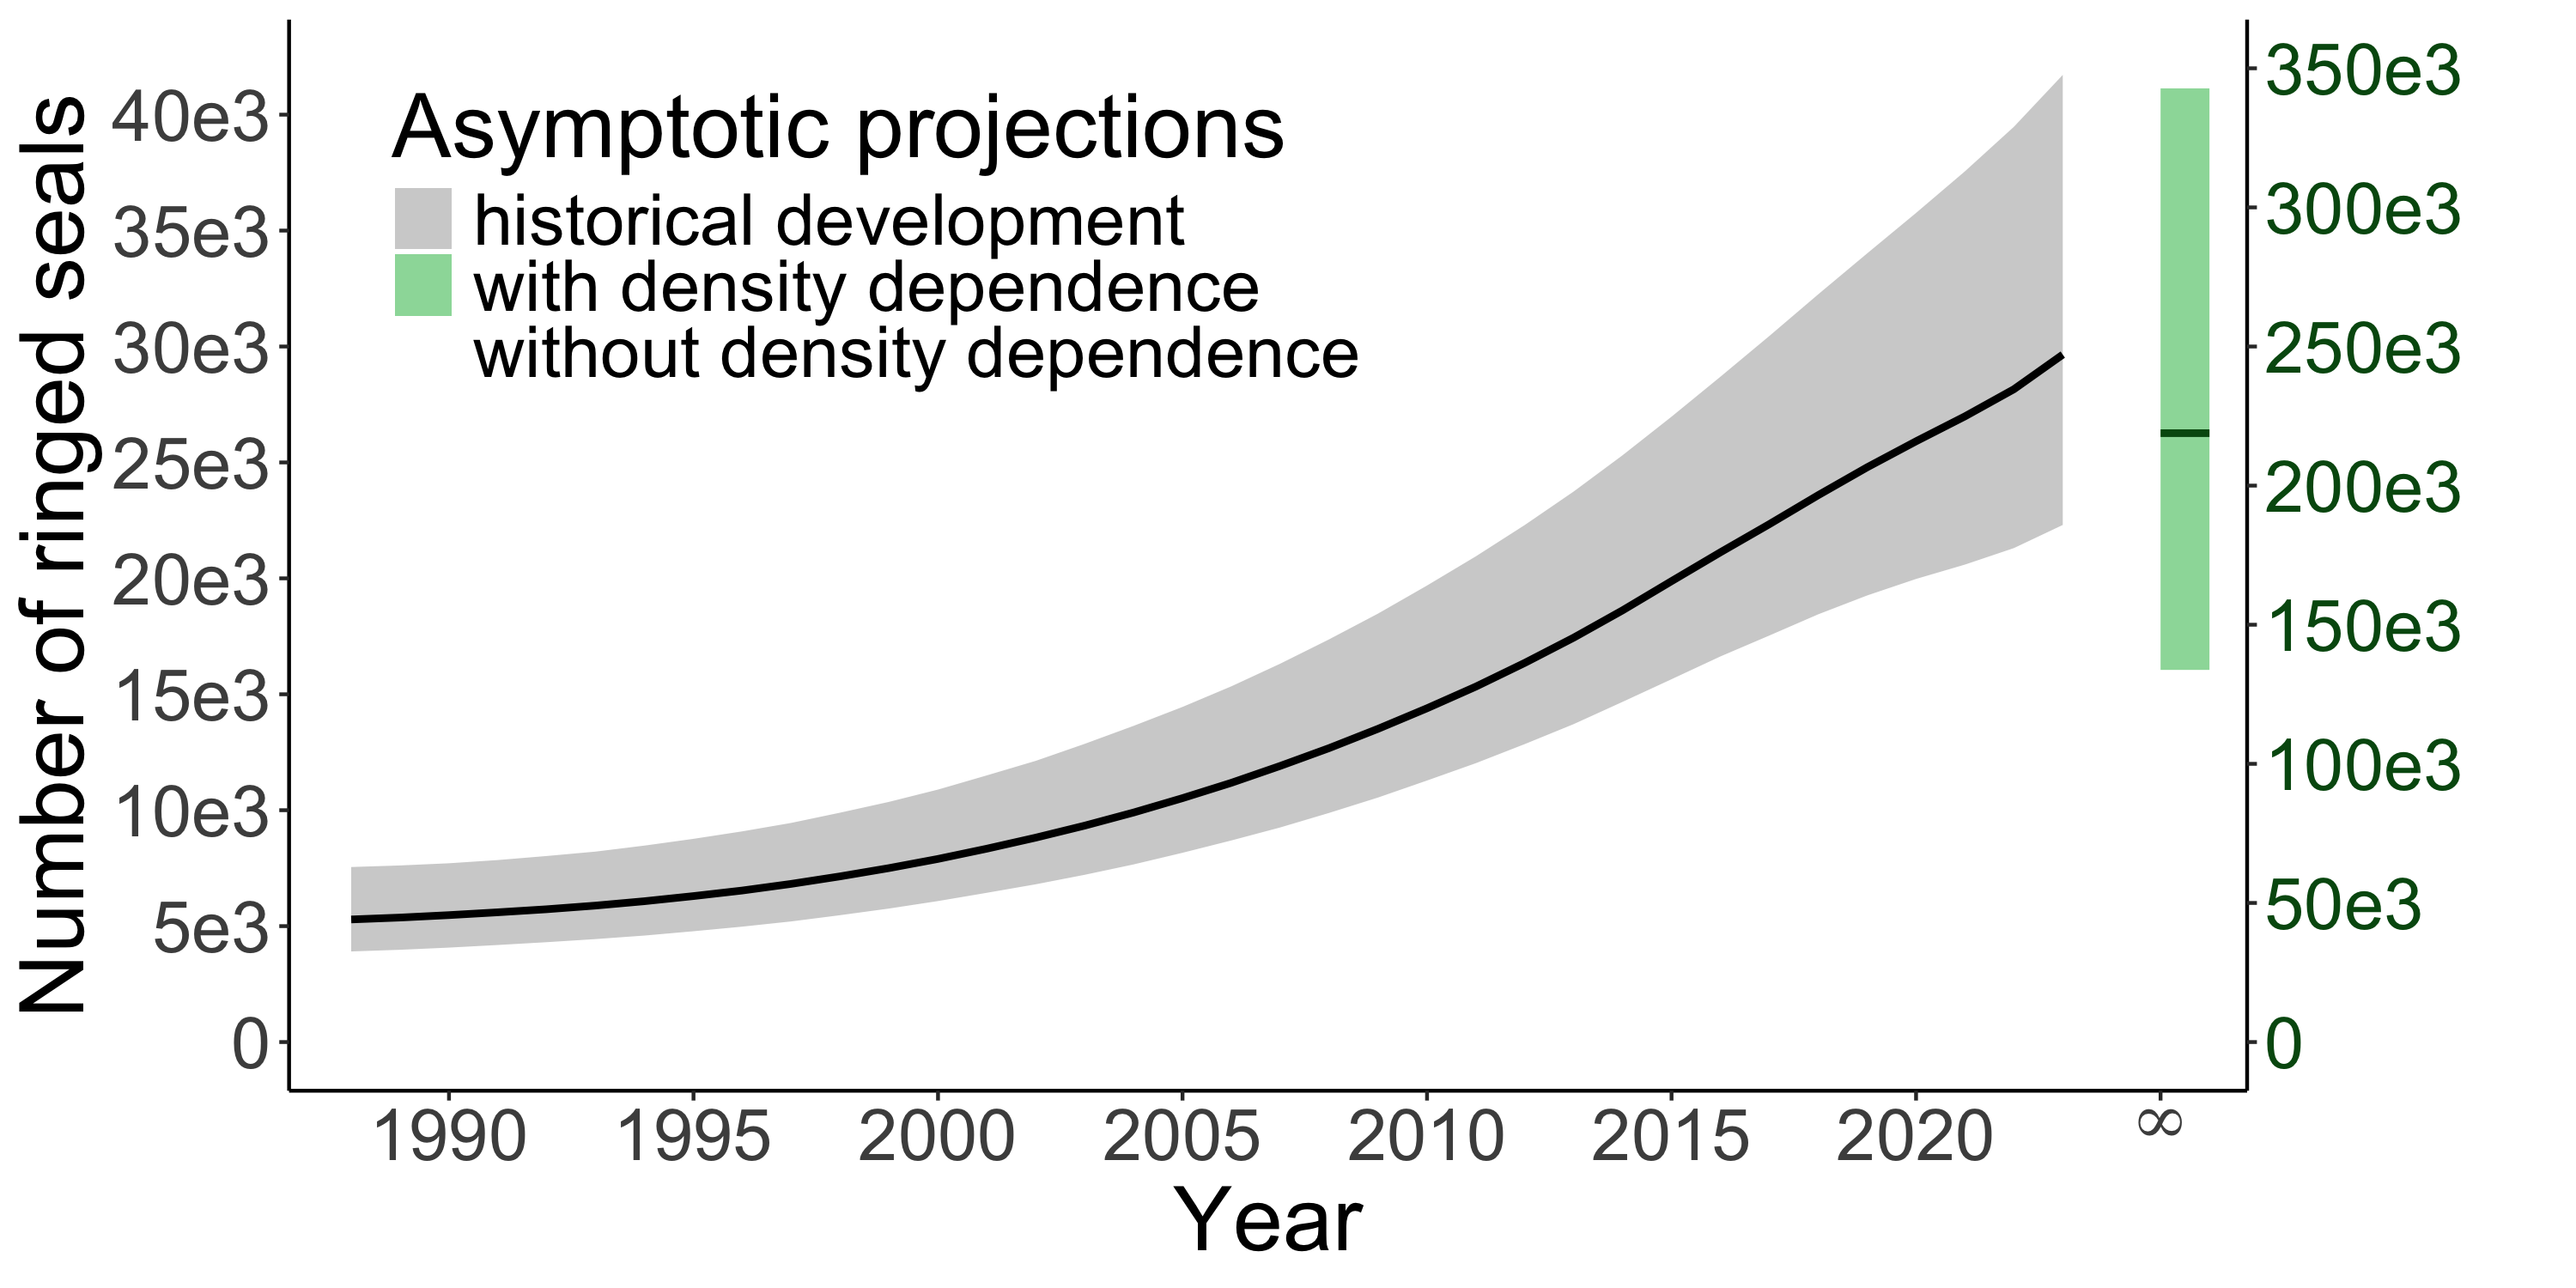 Asymptotic projections
historical development
with density dependence
without density dependence
Number of ringed seals
40e3
35e3
30e3
25e3
20e3
15e3
10e3
5e3
0
350e3
300e3
250e3
200e3
150e3
100e3
50e3
0
1990 1995 2000 2005 2010 2015 2020 ∞
Year